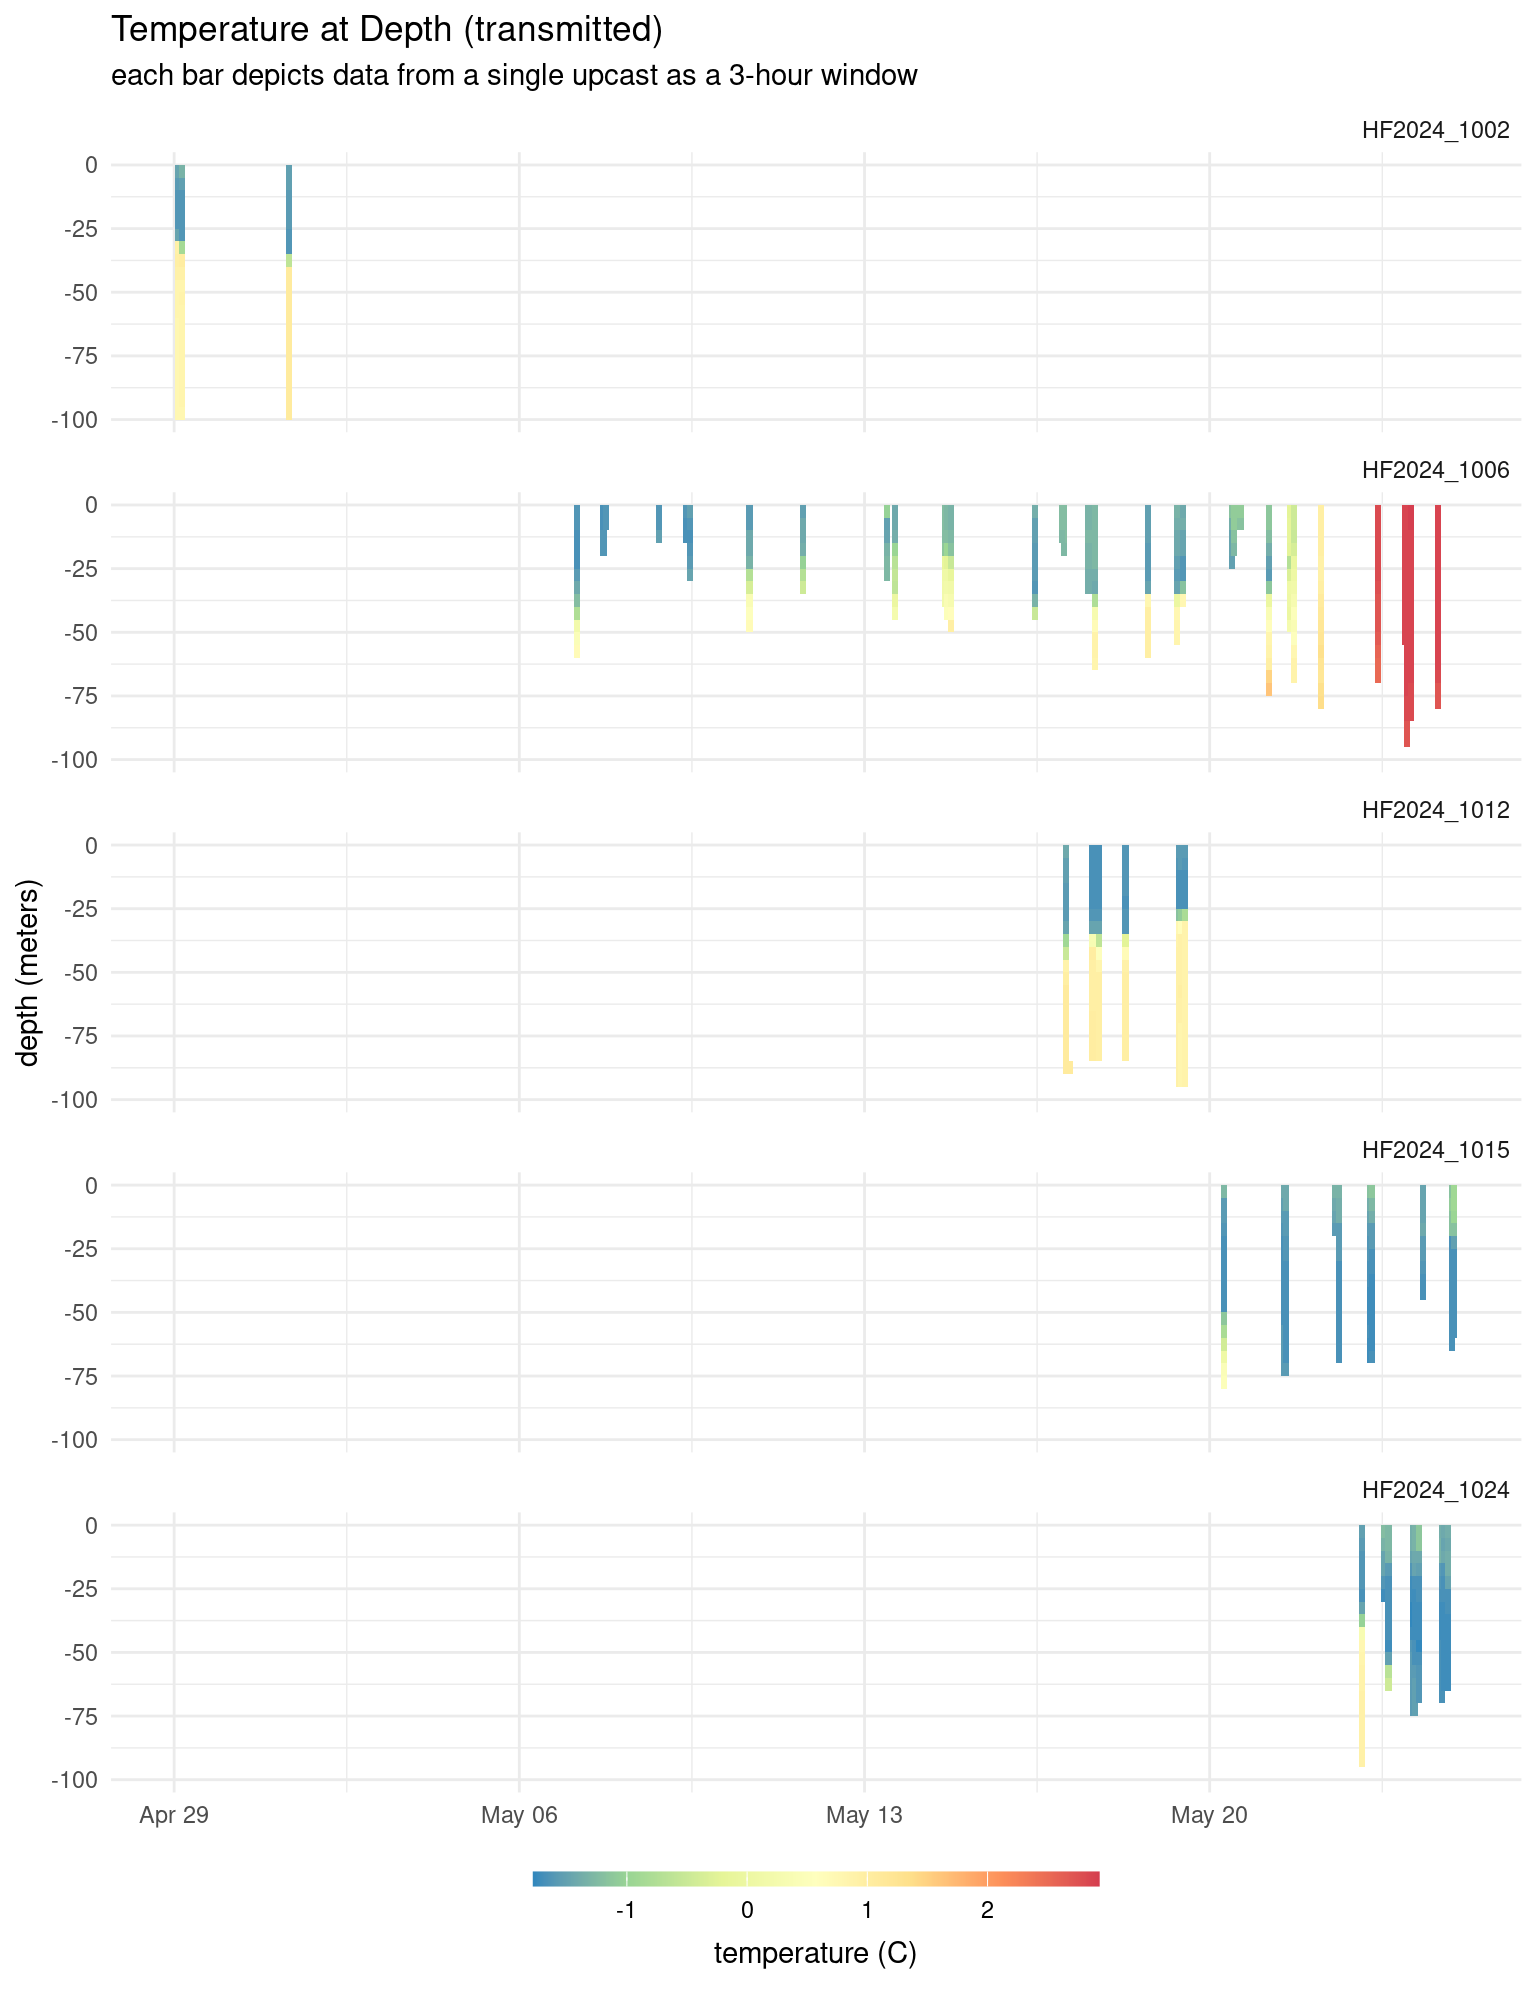 Temperature at Depth (transmitted)
each bar depicts data from a single upcast as a 3-hour window
HF2024_1002
0
-25
-50
-75
-100
HF2024_1006
0
-25
-50
-75
-100
HF2024_1012
0
-25
-50
-75
-100
depth (meters)
HF2024_1015
0
-25
-50
-75
-100
HF2024_1024
0
-25
-50
-75
-100
Apr 29 May 06 May 13 May 20
-1 0 1 2
temperature (C)